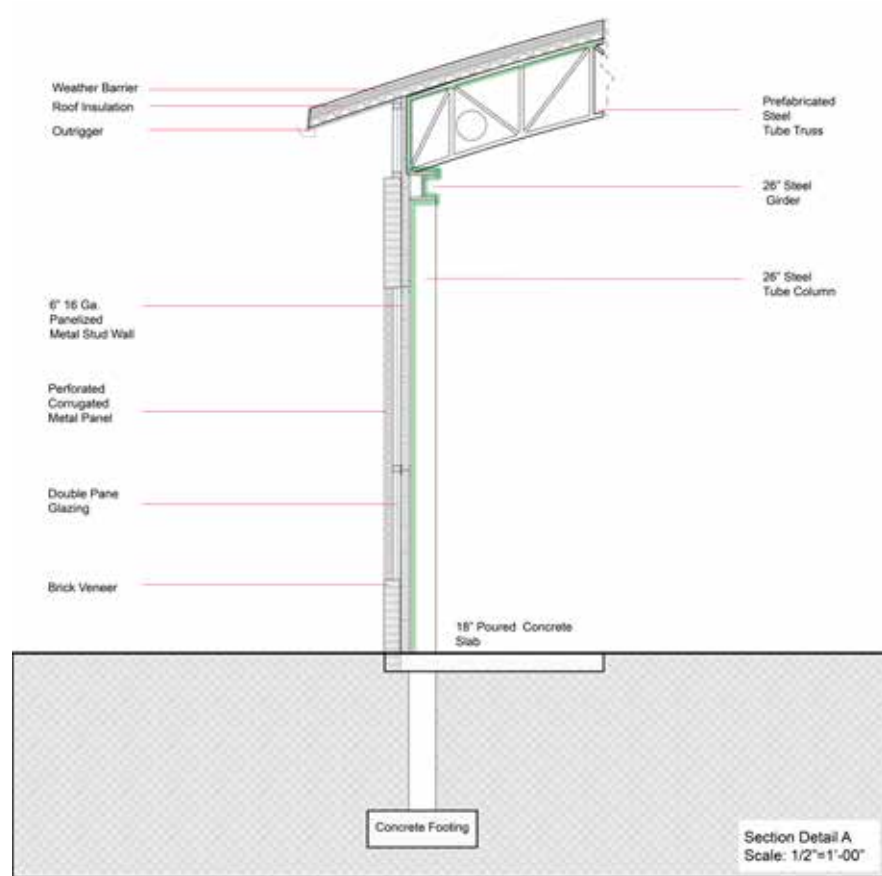 Weather Barrier
Roof Insulation
Outrigger
6" 16 Ga.
Panelized
Metal Stud Wall
Perforated
Corrugated
Metal Panel
Double Pane
Glazing
Brick Veneer
Prefabricated
Steel
Tube Truss
26" Steel
Girder
26" Steel
Tube Column
18" Poured Concrete
Slab
Concrete Footing
Section Detail A
Scale: 1/2"=1'-00"